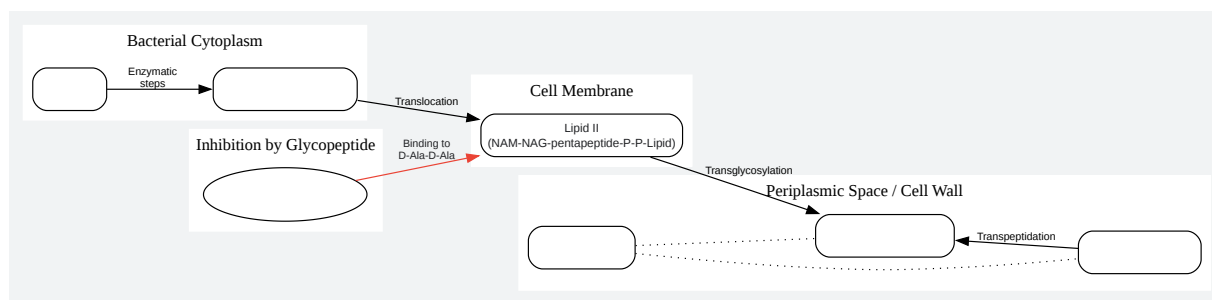 Bacterial Cytoplasm
Enzymatic
steps
Translocation
Cell Membrane
Lipid II
(NAM-NAG-pentapeptide-P-P-Lipid)
Inhibition by Glycopeptide
Binding to
D-Ala-D-Ala
Transglycosylation
Periplasmic Space / Cell Wall
Transpeptidation